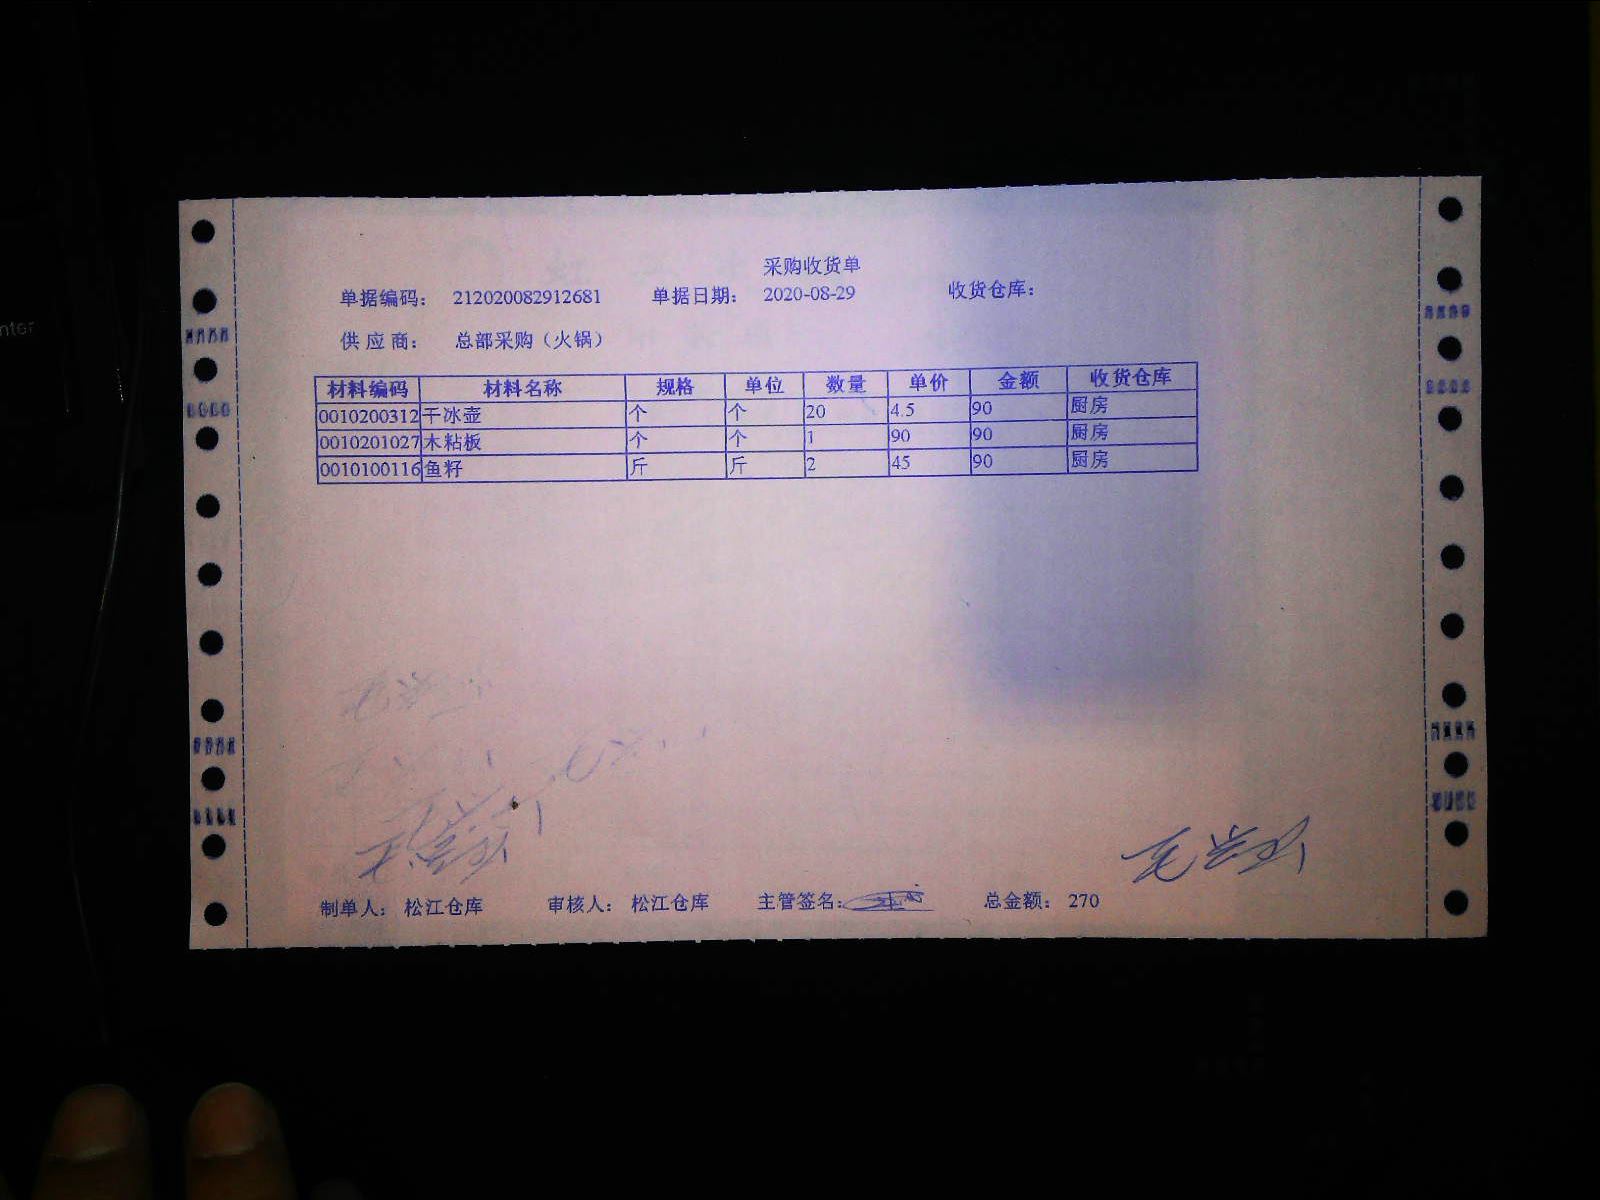 采购收货单
单据编码: 212020082912681 单据日期: 2020-08-29 收货仓库:
供应商: 总部采购（火锅）
材料编码 材料名称 规格 单位 数量 单价 金额 收货仓库
0010200312 干冰壶 个 个 20 4.5 90 厨房
0010201027 木粘板 个 个 1 90 90 厨房
0010100116 鱼籽 斤 斤 2 45 90 厨房
制单人: 松江仓库 审核人: 松江仓库 主管签名: 总金额: 270